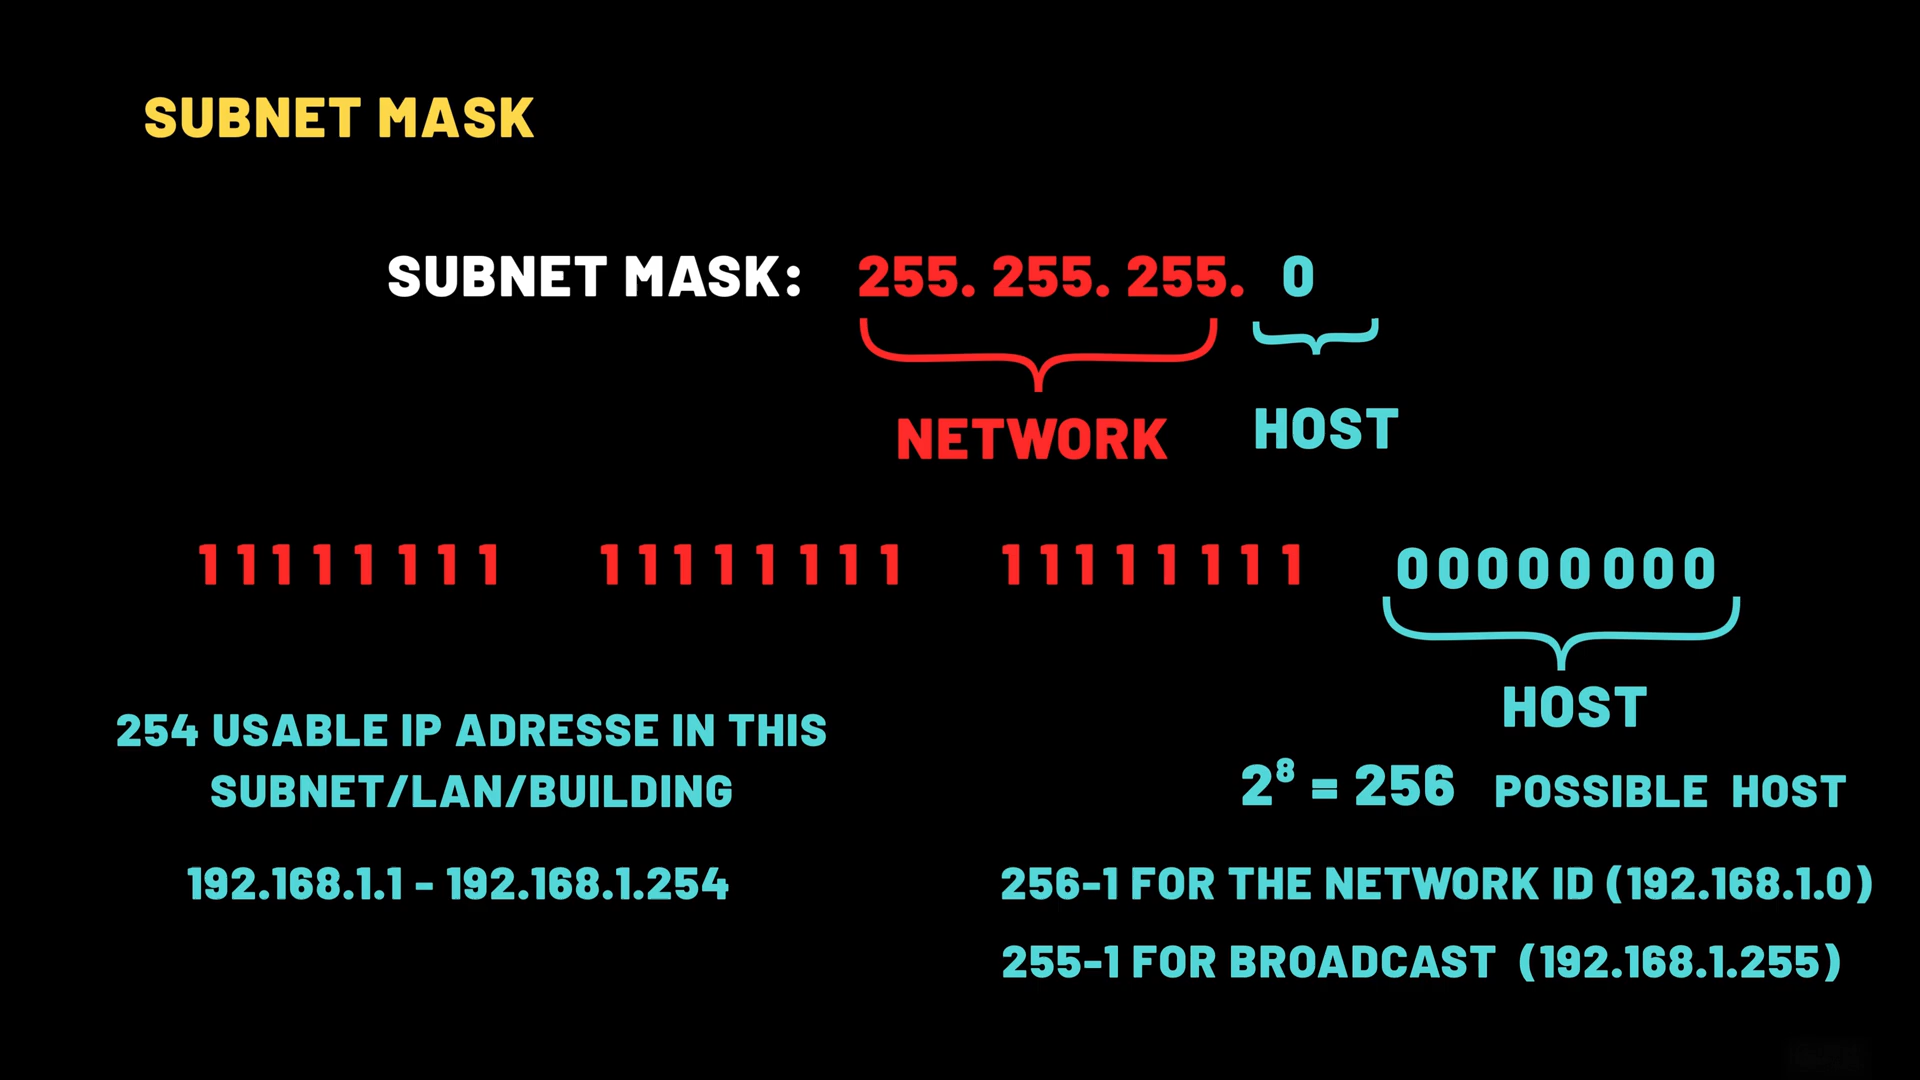 SUBNET MASK
SUBNET MASK: 255. 255. 255. 0
NETWORK
HOST
11111111 11111111 11111111 00000000
HOST
254 USABLE IP ADRESSE IN THIS
SUBNET/LAN/BUILDING
2⁸ = 256 POSSIBLE HOST
192.168.1.1 - 192.168.1.254
256-1 FOR THE NETWORK ID (192.168.1.0)
255-1 FOR BROADCAST (192.168.1.255)